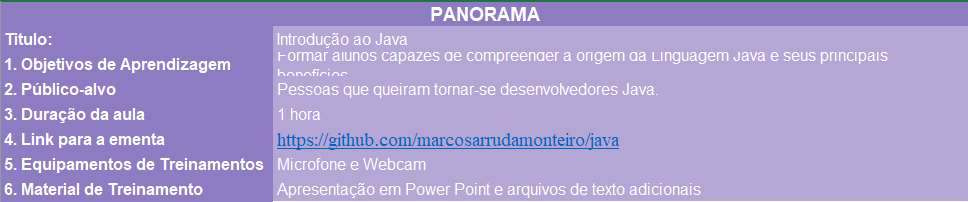 PANORAMA
Titulo: Introdução ao Java
1. Objetivos de Aprendizagem Formar alunos capazes de compreender a origem da Linguagem Java e seus principais
benefícios
2. Público-alvo Pessoas que queiram tornar-se desenvolvedores Java.
3. Duração da aula 1 hora
4. Link para a ementa https://github.com/marcosarrudamonteiro/java
5. Equipamentos de Treinamentos Microfone e Webcam
6. Material de Treinamento Apresentação em Power Point e arquivos de texto adicionais